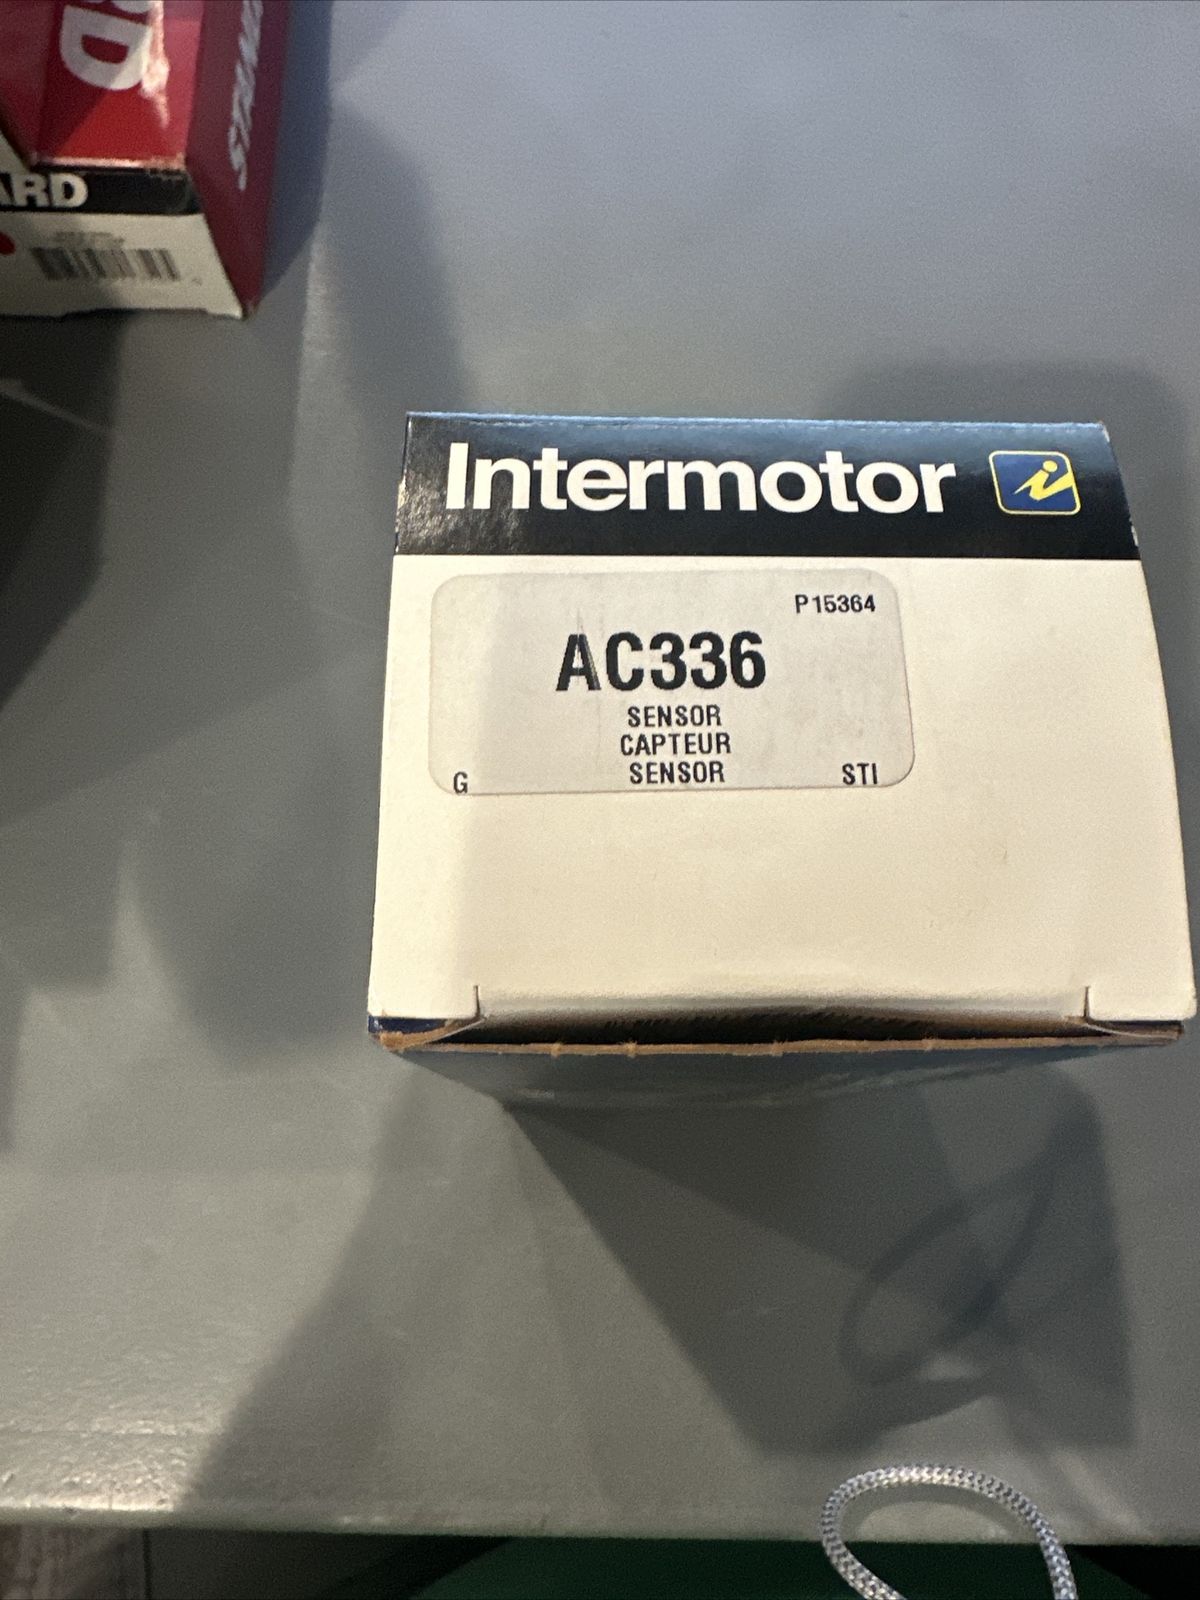 ARD
Intermotor
P15364
AC336
SENSOR
CAPTEUR
SENSOR
G STI